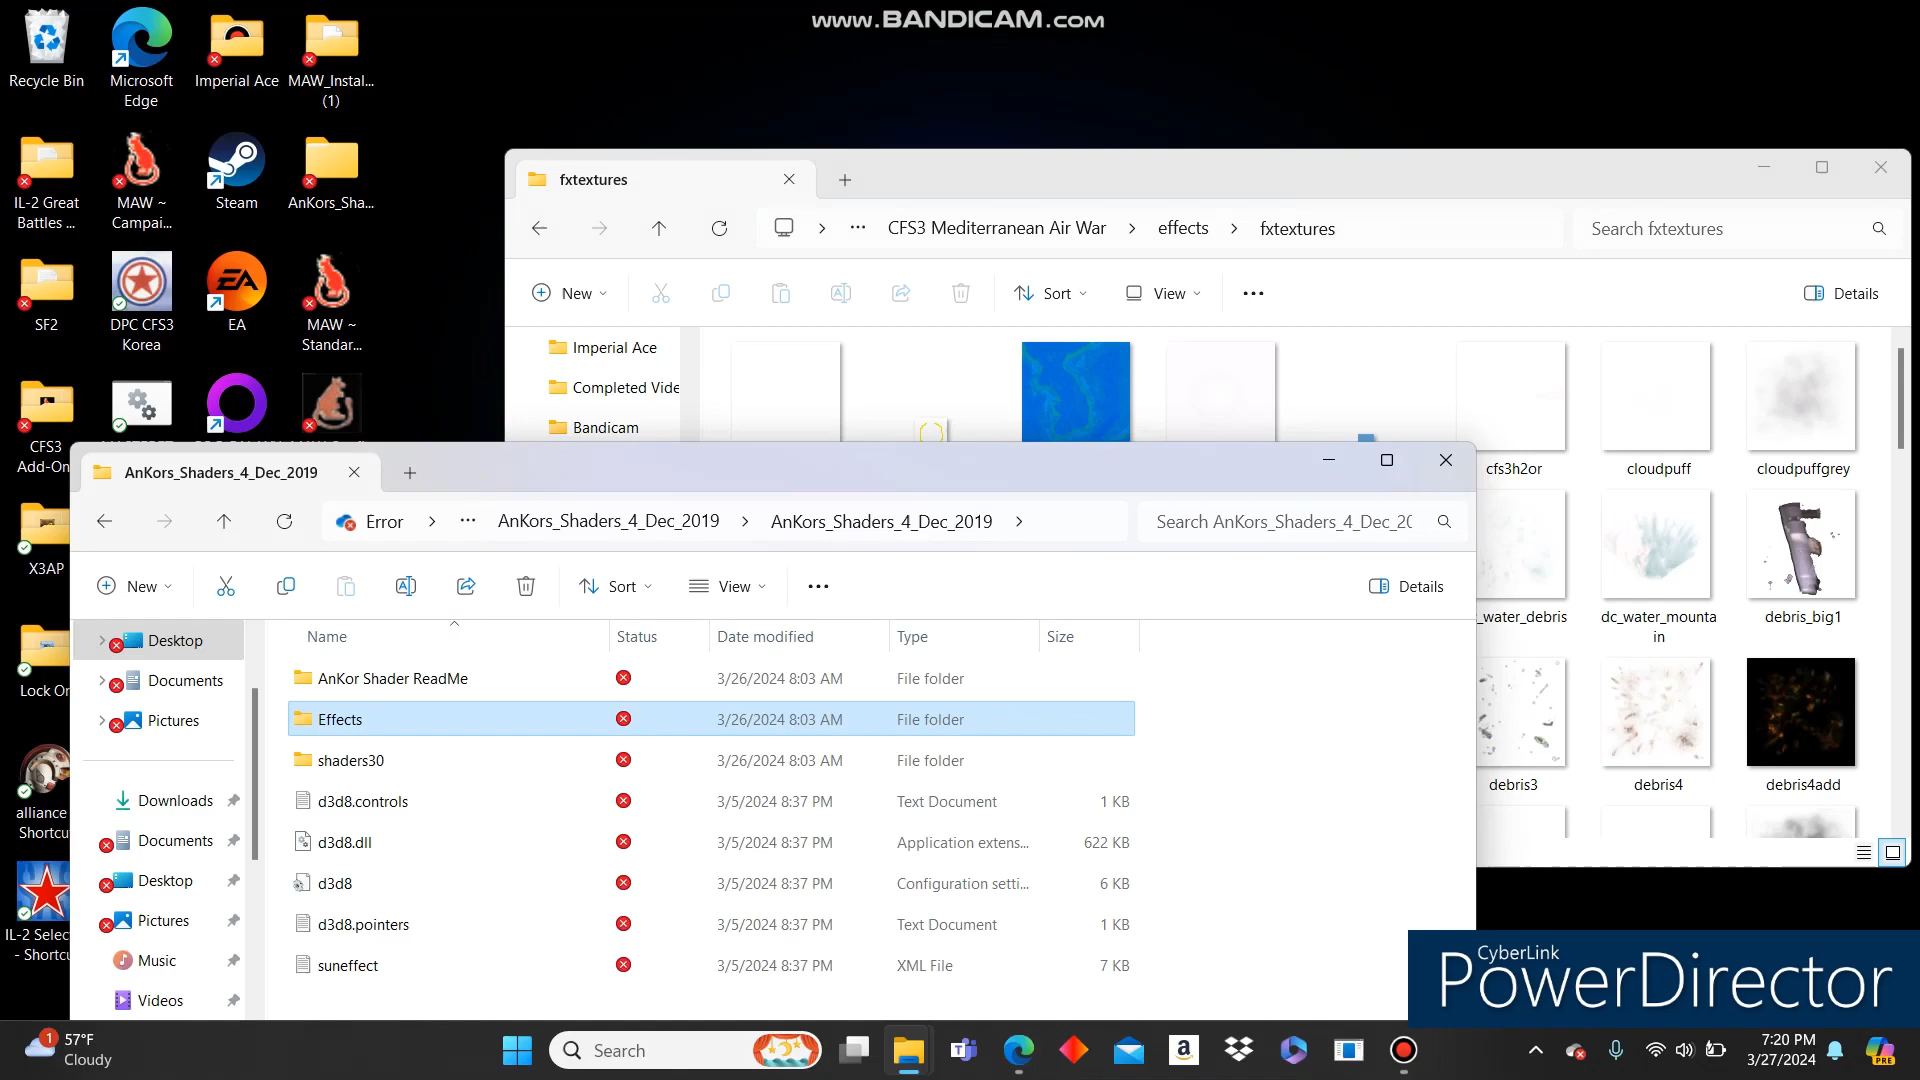 www.BANDICAM.com
Recycle Bin
Microsoft
Edge
Imperial Ace
MAW_Instal...
(1)
IL-2 Great
Battles ...
MAW ~
Campai...
Steam
AnKors_Sha...
SF2
DPC CFS3
Korea
EA
MAW ~
Standar...
CFS3
Add-On
X3AP
Lock On
alliance
Shortcu
IL-2 Selec
- Shortcu
fxtextures
CFS3 Mediterranean Air War
effects
fxtextures
Search fxtextures
New
Sort
View
Details
Imperial Ace
Completed Vide
Bandicam
cfs3h2or
cloudpuff
cloudpuffgrey
_water_debris
dc_water_mounta
in
debris_big1
debris3
debris4
debris4add
AnKors_Shaders_4_Dec_2019
Error
AnKors_Shaders_4_Dec_2019
AnKors_Shaders_4_Dec_2019
Search AnKors_Shaders_4_Dec_20
New
Sort
View
Details
Desktop
Documents
Pictures
Downloads
Documents
Desktop
Pictures
Music
Videos
Name Status Date modified Type Size
AnKor Shader ReadMe 3/26/2024 8:03 AM File folder
Effects 3/26/2024 8:03 AM File folder
shaders30 3/26/2024 8:03 AM File folder
d3d8.controls 3/5/2024 8:37 PM Text Document 1 KB
d3d8.dll 3/5/2024 8:37 PM Application extens... 622 KB
d3d8 3/5/2024 8:37 PM Configuration setti... 6 KB
d3d8.pointers 3/5/2024 8:37 PM Text Document 1 KB
suneffect 3/5/2024 8:37 PM XML File 7 KB
CyberLink
PowerDirector
1
57°F
Cloudy
Search
7:20 PM
3/27/2024
PRE